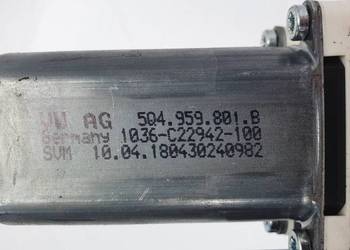 VW AG 5Q4.959.801.B
Germany 1036-C22942-100
SVM 10.04.180430240982